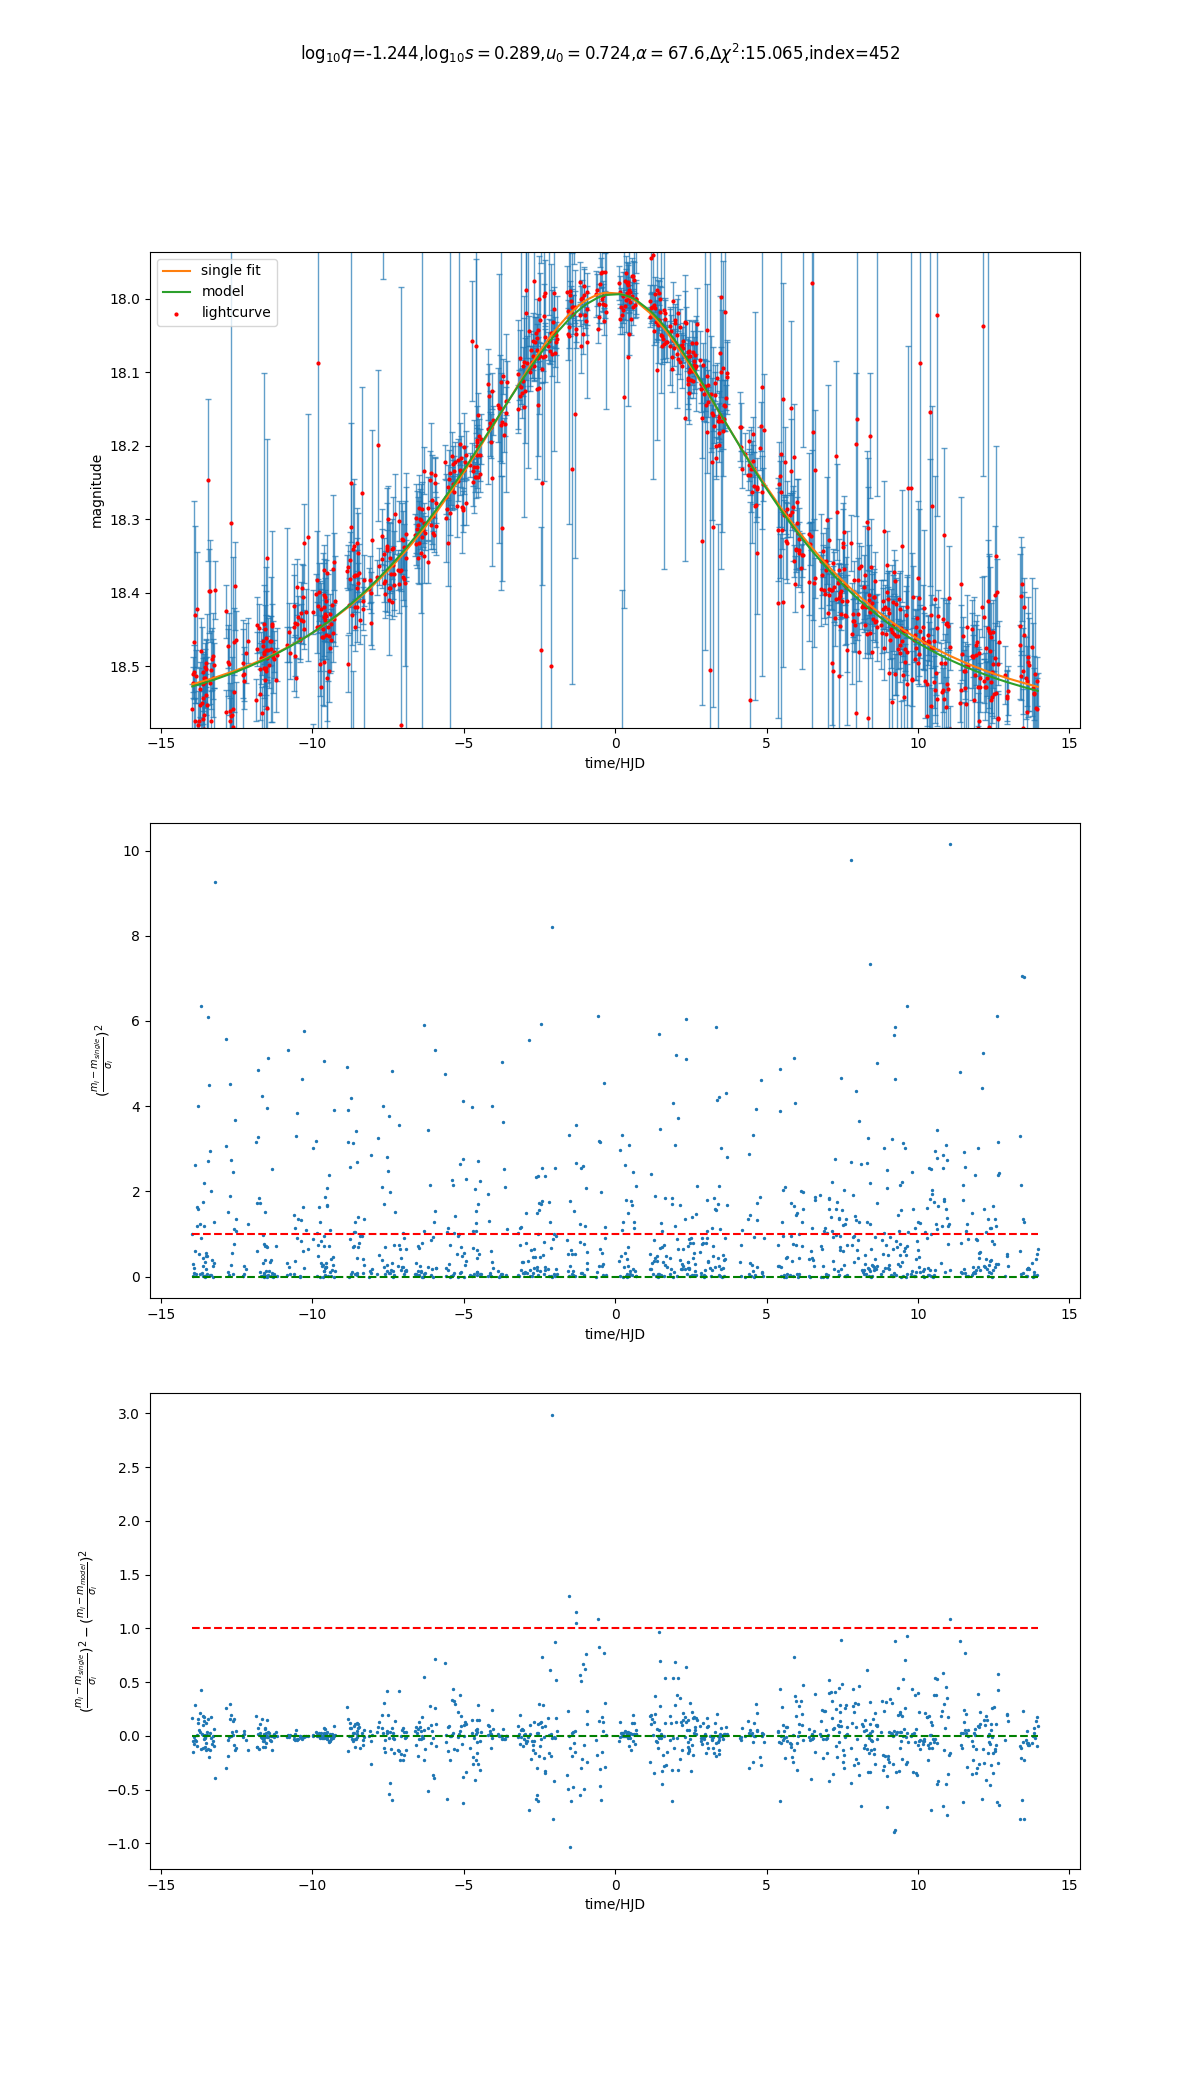 log₁₀q=-1.244,log₁₀s = 0.289,u₀ = 0.724,α = 67.6,Δχ²:15.065,index=452
single fit
model
lightcurve
magnitude
18.0
18.1
18.2
18.3
18.4
18.5
−15 −10 −5 0 5 10 15
time/HJD
(mᵢ − m_single / σᵢ)²
10
8
6
4
2
0
−15 −10 −5 0 5 10 15
time/HJD
(mᵢ − m_single / σᵢ)² − (mᵢ − m_model / σᵢ)²
3.0
2.5
2.0
1.5
1.0
0.5
0.0
−0.5
−1.0
−15 −10 −5 0 5 10 15
time/HJD